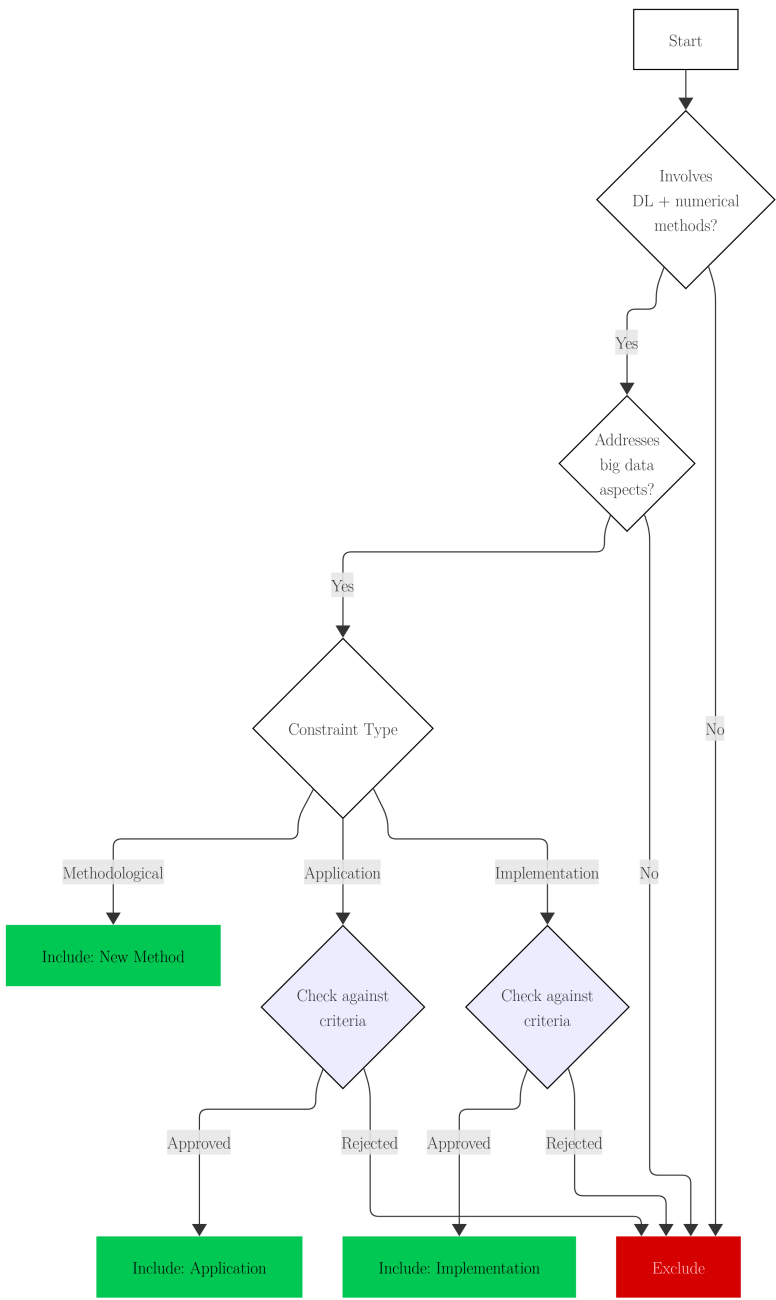 Start
Involves
DL + numerical
methods?
Yes
Addresses
big data
aspects?
Yes
Constraint Type
No
Methodological
Application
Implementation
No
Include: New Method
Check against
criteria
Check against
criteria
Approved
Rejected
Approved
Rejected
Include: Application
Include: Implementation
Exclude